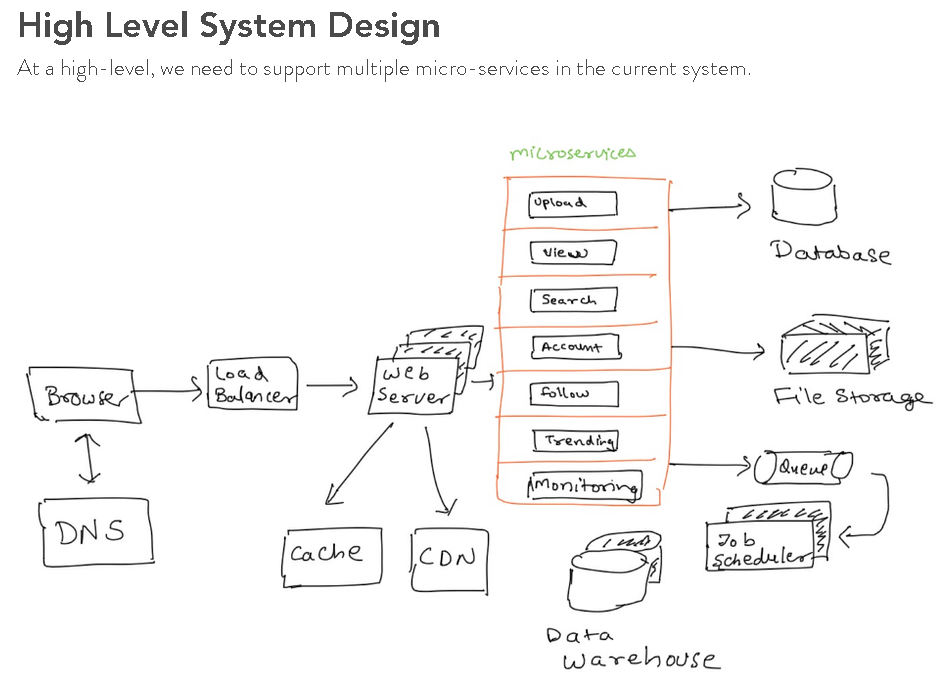 High Level System Design
At a high-level, we need to support multiple micro-services in the current system.
microservices
Upload
View
Search
Account
Follow
Trending
Monitoring
Database
File Storage
Queue
Job
Scheduler
Browser
Load
Balancer
Web
Server
DNS
Cache
CDN
Data
Warehouse